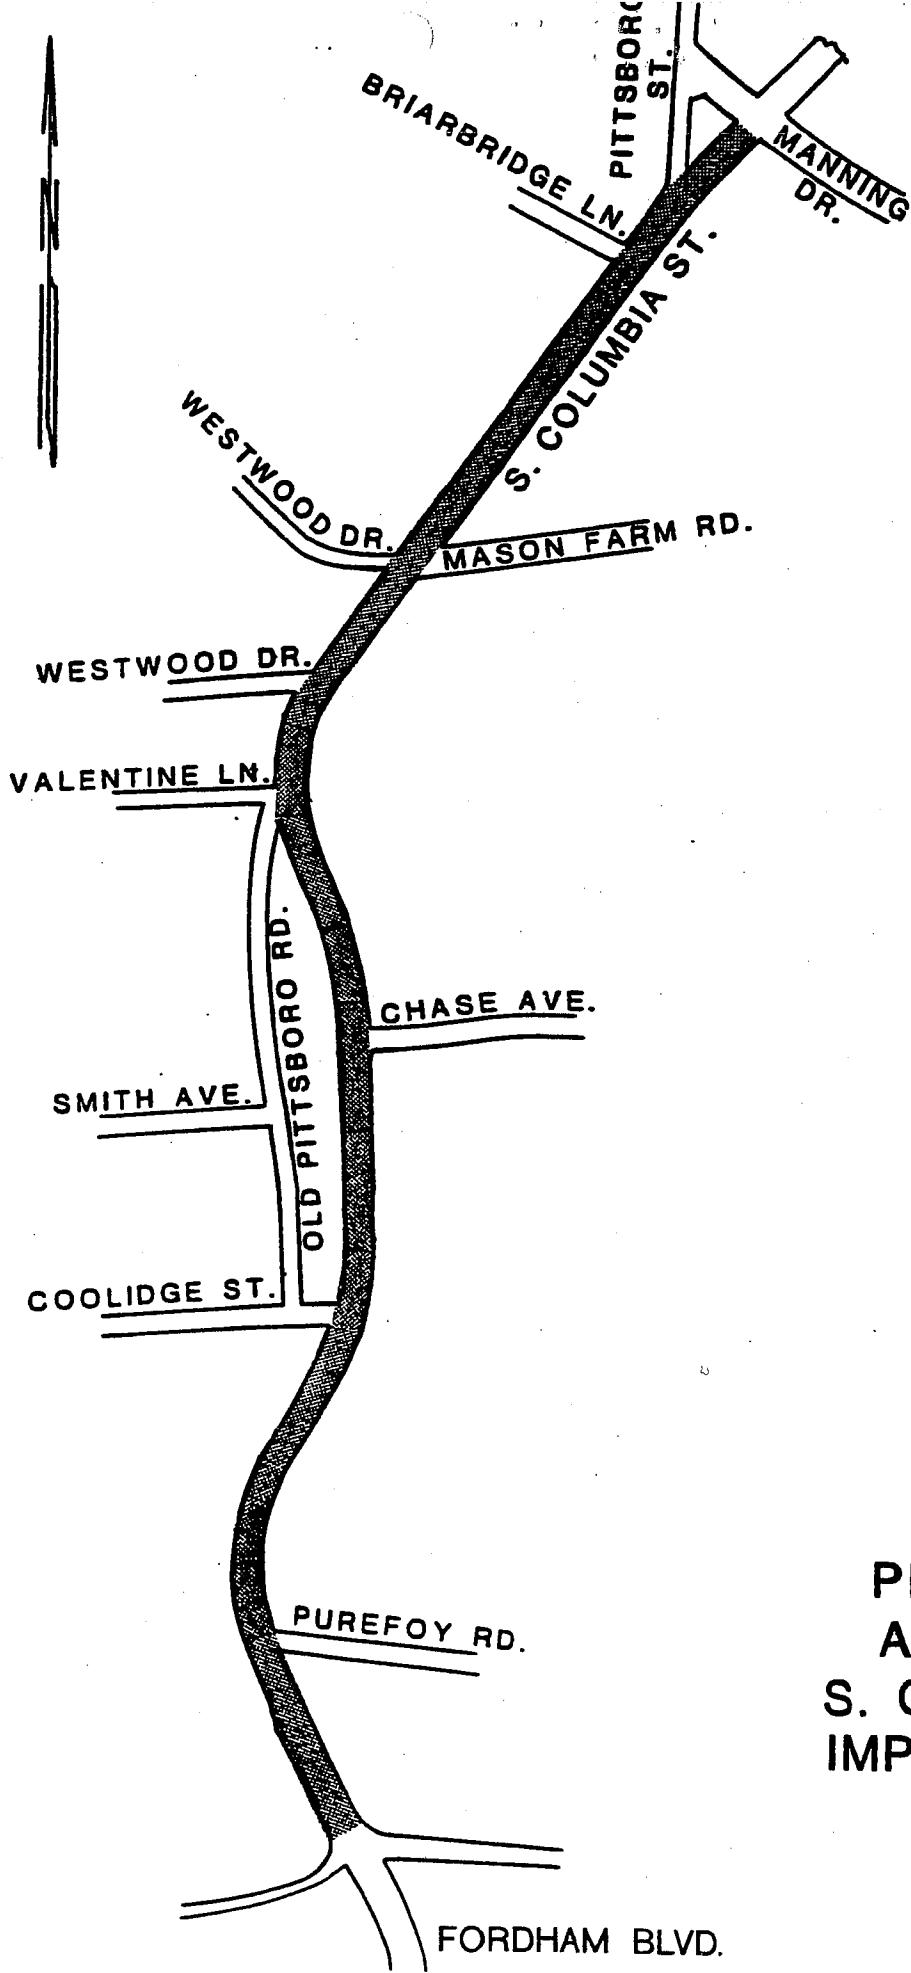 PITTSBORO
ST.
BRIARBRIDGE LN.
MANNING
DR.
S. COLUMBIA ST.
WESTWOOD DR.
MASON FARM RD.
WESTWOOD DR.
VALENTINE LN.
OLD PITTSBORO RD.
CHASE AVE.
SMITH AVE.
COOLIDGE ST.
PUREFOY RD.
S.
IMP
FORDHAM BLVD.